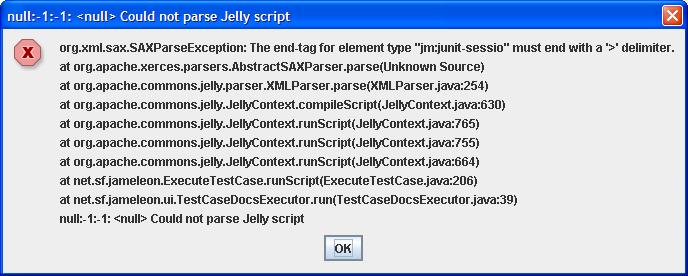 null:-1:-1: <null> Could not parse Jelly script
org.xml.sax.SAXParseException: The end-tag for element type "jm:junit-sessio" must end with a '>' delimiter.
at org.apache.xerces.parsers.AbstractSAXParser.parse(Unknown Source)
at org.apache.commons.jelly.parser.XMLParser.parse(XMLParser.java:254)
at org.apache.commons.jelly.JellyContext.compileScript(JellyContext.java:630)
at org.apache.commons.jelly.JellyContext.runScript(JellyContext.java:765)
at org.apache.commons.jelly.JellyContext.runScript(JellyContext.java:755)
at org.apache.commons.jelly.JellyContext.runScript(JellyContext.java:664)
at net.sf.jameleon.ExecuteTestCase.runScript(ExecuteTestCase.java:206)
at net.sf.jameleon.ui.TestCaseDocsExecutor.run(TestCaseDocsExecutor.java:39)
null:-1:-1: <null> Could not parse Jelly script
OK